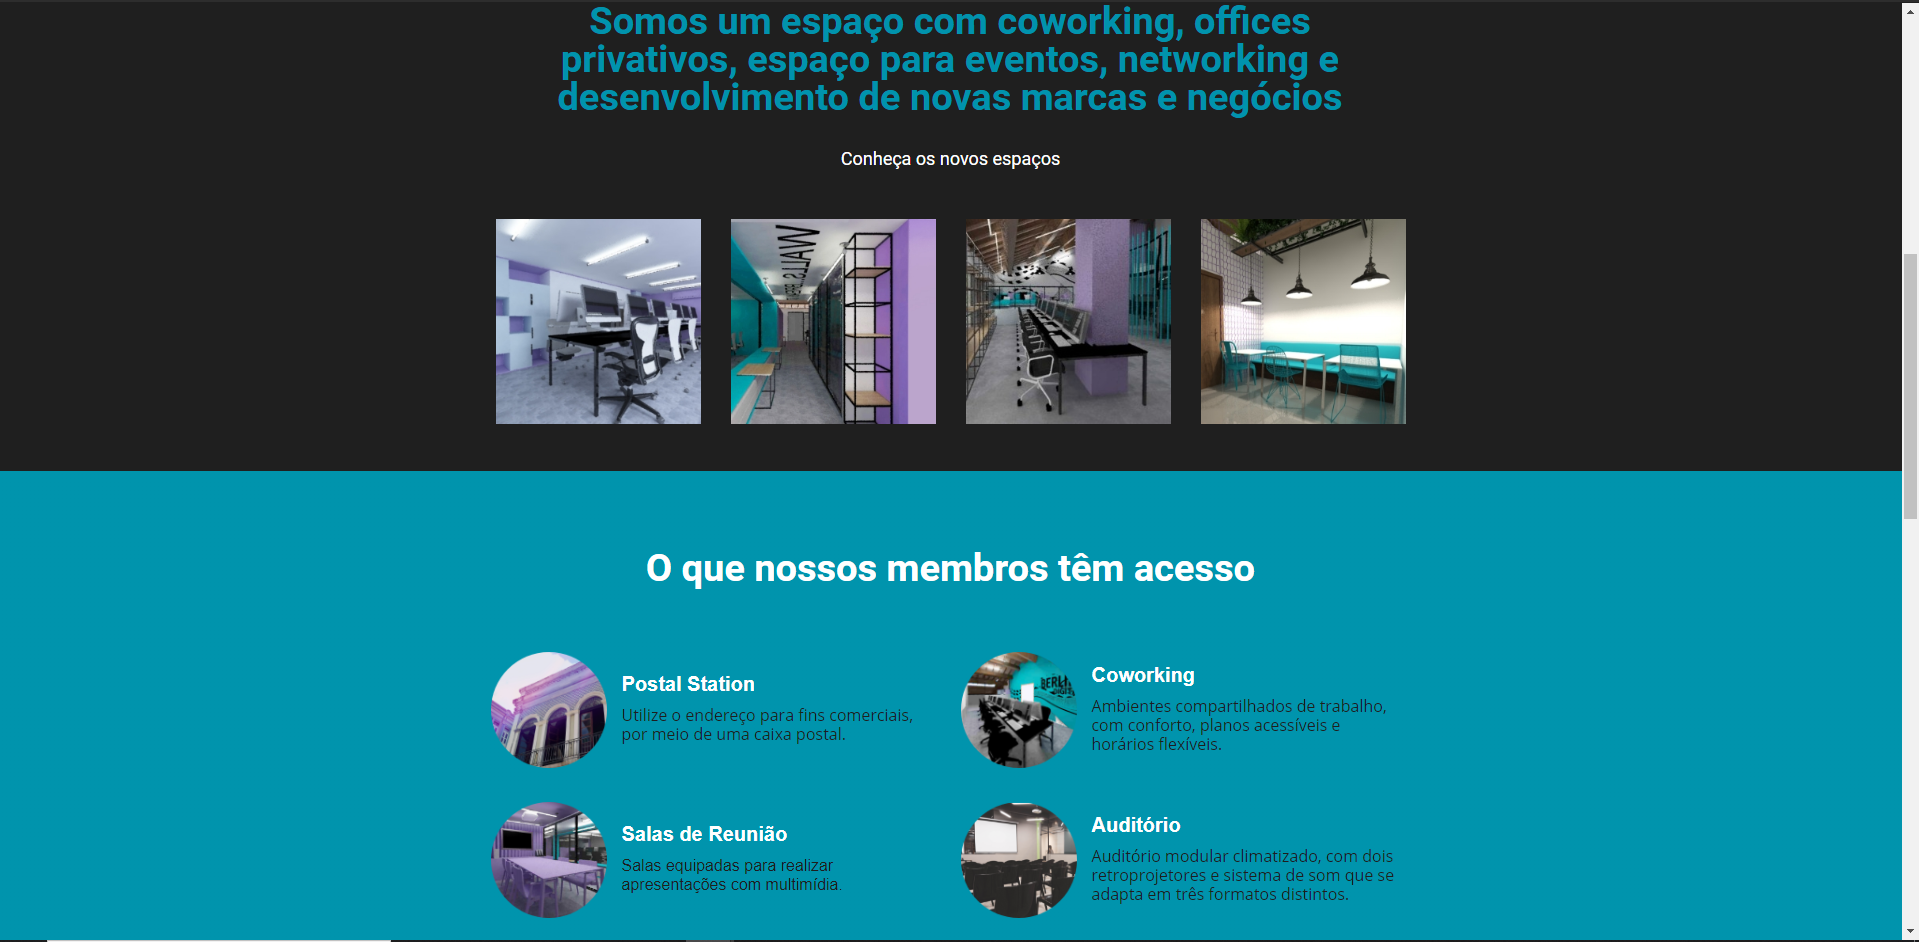 Somos um espaço com coworking, offices
privativos, espaço para eventos, networking e
desenvolvimento de novas marcas e negócios
Conheça os novos espaços
O que nossos membros têm acesso
Postal Station
Utilize o endereço para fins comerciais,
por meio de uma caixa postal.
Coworking
Ambientes compartilhados de trabalho,
com conforto, planos acessíveis e
horários flexíveis.
Salas de Reunião
Salas equipadas para realizar
apresentações com multimídia.
Auditório
Auditório modular climatizado, com dois
retroprojetores e sistema de som que se
adapta em três formatos distintos.